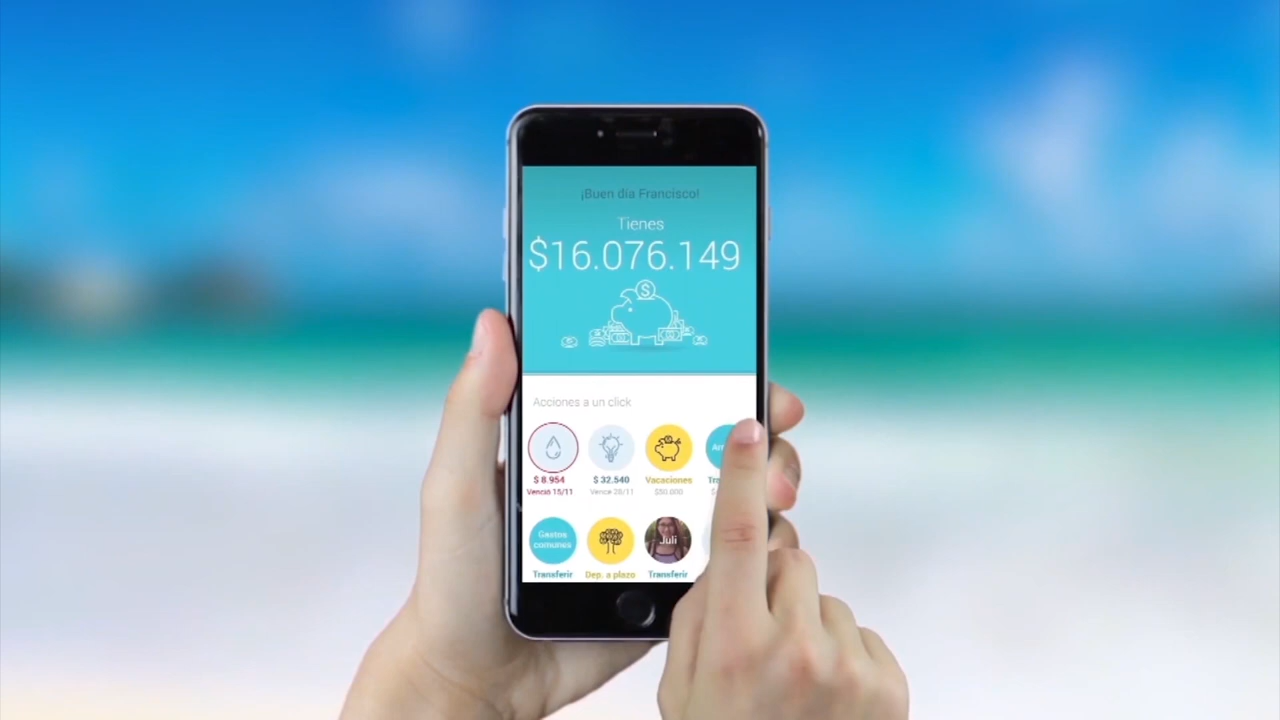 ¡Buen día Francisco!
Tienes
$16.076.149
$
Acciones a un click
$ 8.954
$ 32.540
Vacaciones
Venció 15/11
Vence 28/11
$50.000
Gastos
comunes
Juli
Transferir
Dep. a plazo
Transferir